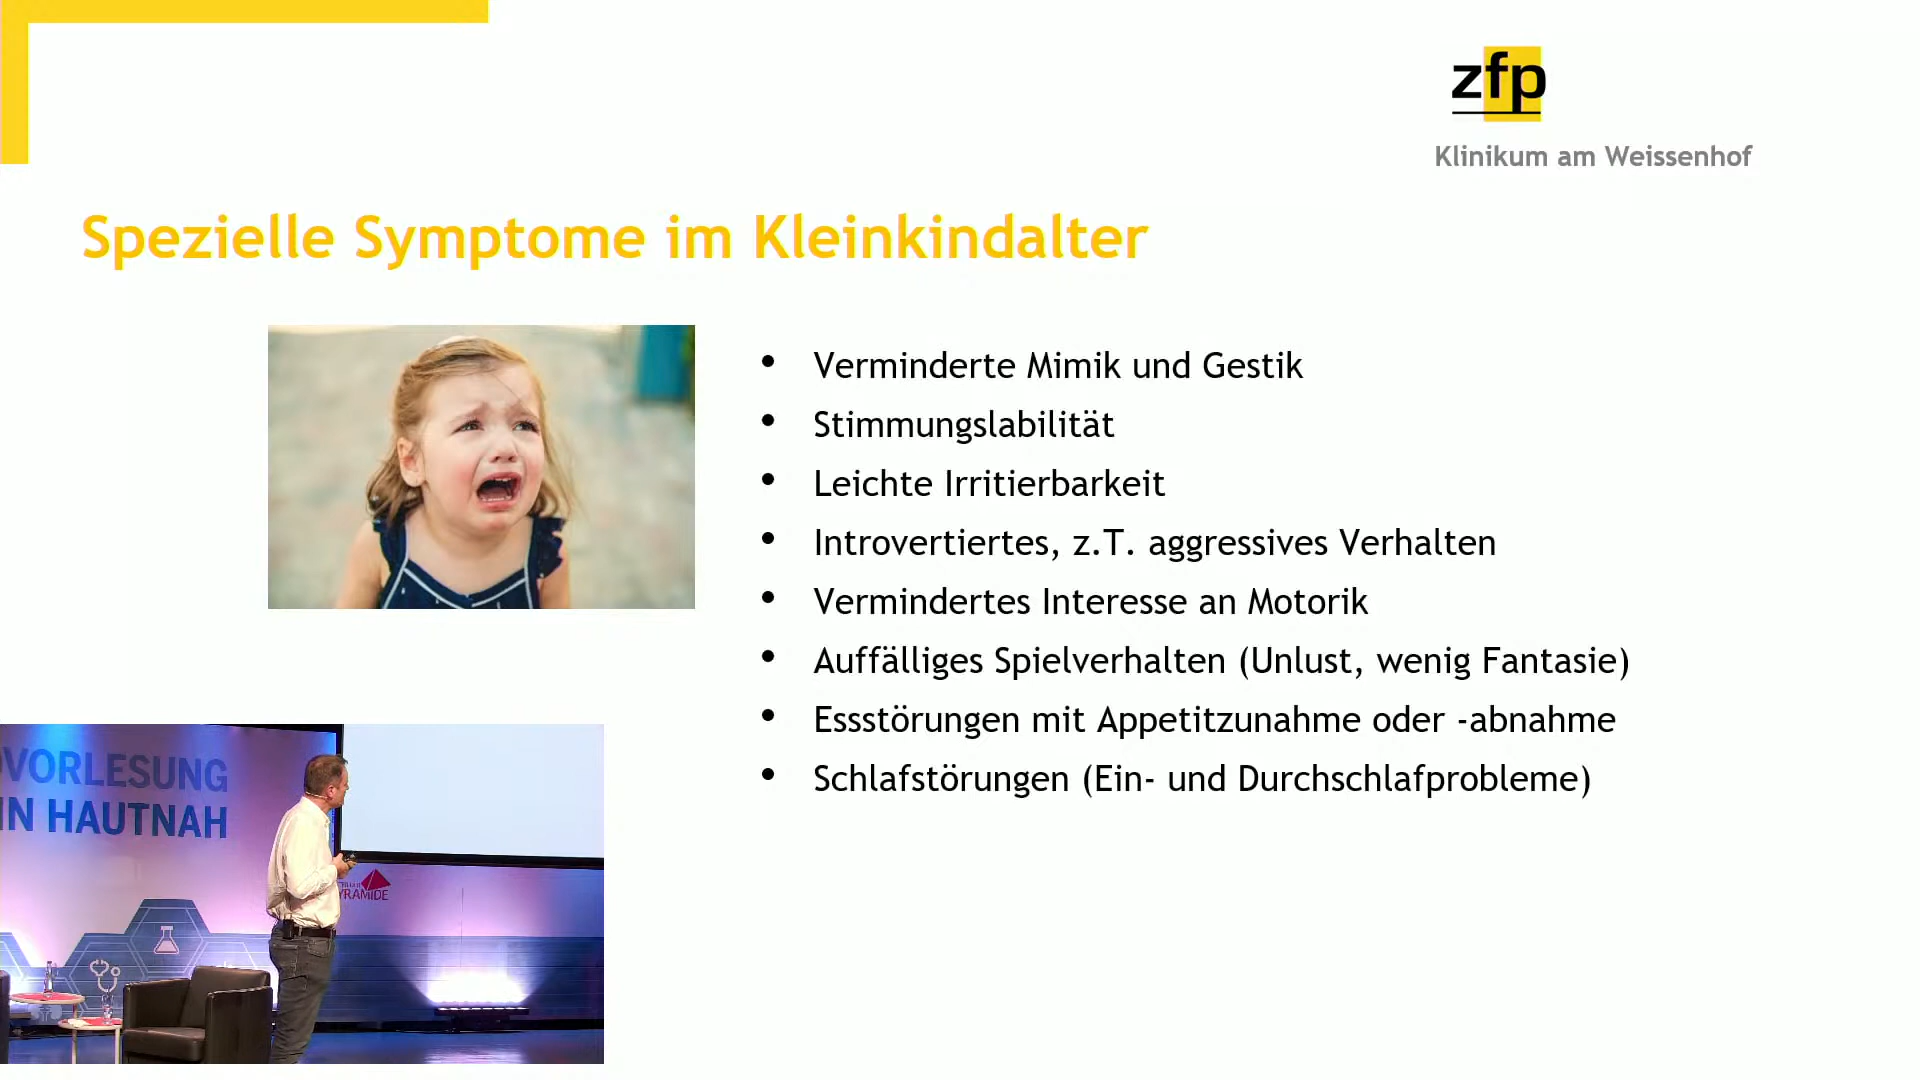 zfp
Klinikum am Weissenhof
Spezielle Symptome im Kleinkindalter
• Verminderte Mimik und Gestik
• Stimmungslabilität
• Leichte Irritierbarkeit
• Introvertiertes, z.T. aggressives Verhalten
• Vermindertes Interesse an Motorik
• Auffälliges Spielverhalten (Unlust, wenig Fantasie)
• Essstörungen mit Appetitzunahme oder -abnahme
• Schlafstörungen (Ein- und Durchschlafprobleme)
VORLESUNG
IN HAUTNAH
YRAMIDE